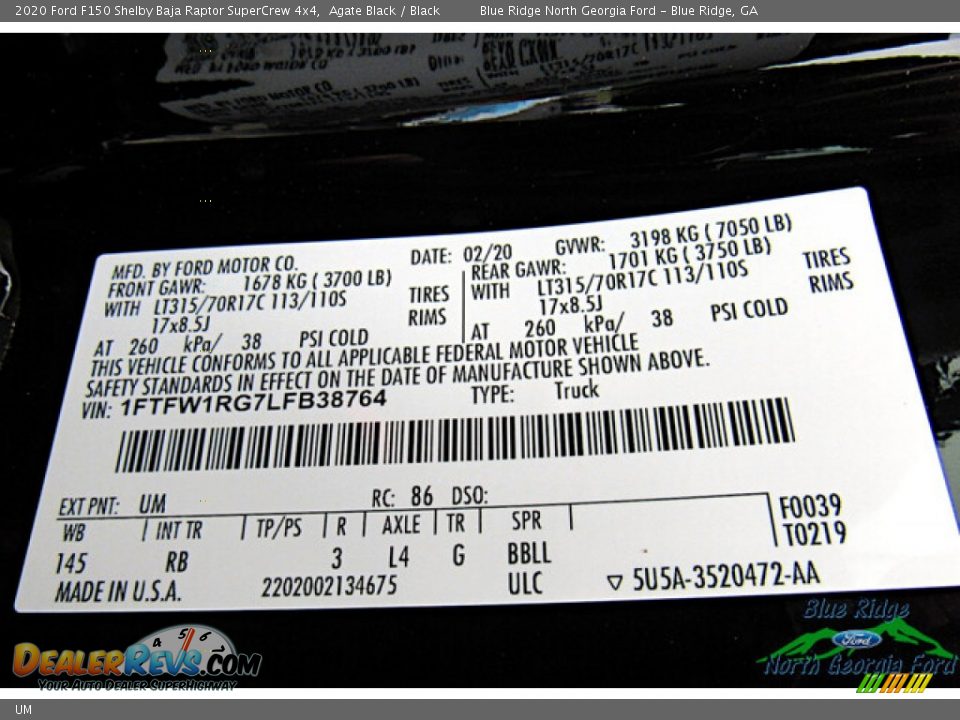 2020 Ford F150 Shelby Baja Raptor SuperCrew 4x4, Agate Black / Black Blue Ridge North Georgia Ford - Blue Ridge, GA
MFD. BY FORD MOTOR CO. DATE: 02/20 GVWR: 3198 KG ( 7050 LB)
FRONT GAWR: 1678 KG ( 3700 LB) REAR GAWR: 1701 KG ( 3750 LB)
WITH LT315/70R17C 113/110S TIRES WITH LT315/70R17C 113/110S TIRES
17x8.5J RIMS 17x8.5J RIMS
AT 260 kPa/ 38 PSI COLD AT 260 kPa/ 38 PSI COLD
THIS VEHICLE CONFORMS TO ALL APPLICABLE FEDERAL MOTOR VEHICLE
SAFETY STANDARDS IN EFFECT ON THE DATE OF MANUFACTURE SHOWN ABOVE.
VIN: 1FTFW1RG7LFB38764 TYPE: Truck
EXT PNT: UM RC: 86 DSO: F0039
WB INT TR TP/PS R AXLE TR SPR T0219
145 RB 3 L4 G BBLL
MADE IN U.S.A. 2202002134675 ULC ▽ 5U5A-3520472-AA
Blue Ridge
Ford
North Georgia Ford
4 5 6
DEALERREVS.COM
YOUR AUTO DEALER SUPERHIGHWAY
UM